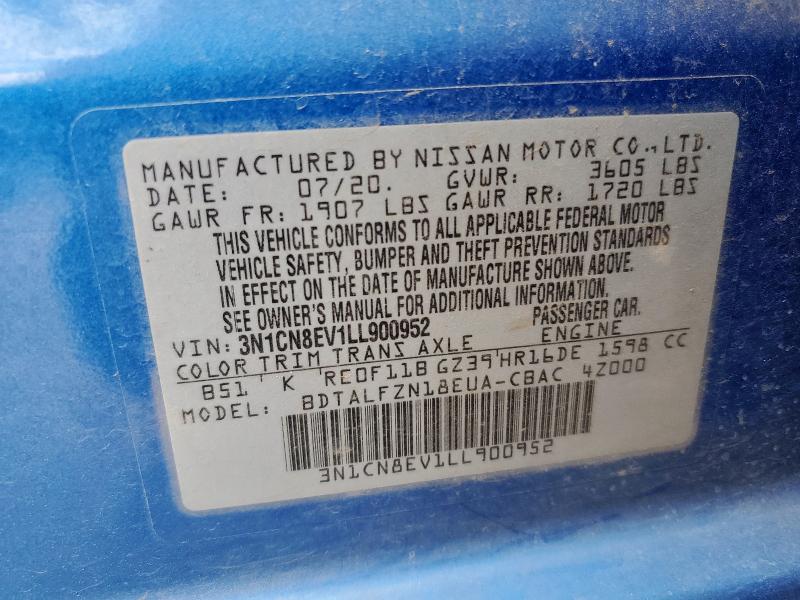 MANUFACTURED BY NISSAN MOTOR CO., LTD.
DATE: 07/20. GVWR: 3605 LBS
GAWR FR: 1907 LBS GAWR RR: 1720 LBS
THIS VEHICLE CONFORMS TO ALL APPLICABLE FEDERAL MOTOR
VEHICLE SAFETY, BUMPER AND THEFT PREVENTION STANDARDS
IN EFFECT ON THE DATE OF MANUFACTURE SHOWN ABOVE.
SEE OWNER'S MANUAL FOR ADDITIONAL INFORMATION.
VIN: 3N1CN8EV1LL900952 PASSENGER CAR.
COLOR TRIM TRANS AXLE ENGINE
B51 K RE0F11B GZ39 HR16DE 1598 CC
MODEL: BDTALFZN18EUA-CBAC 4Z000
3N1CN8EV1LL900952